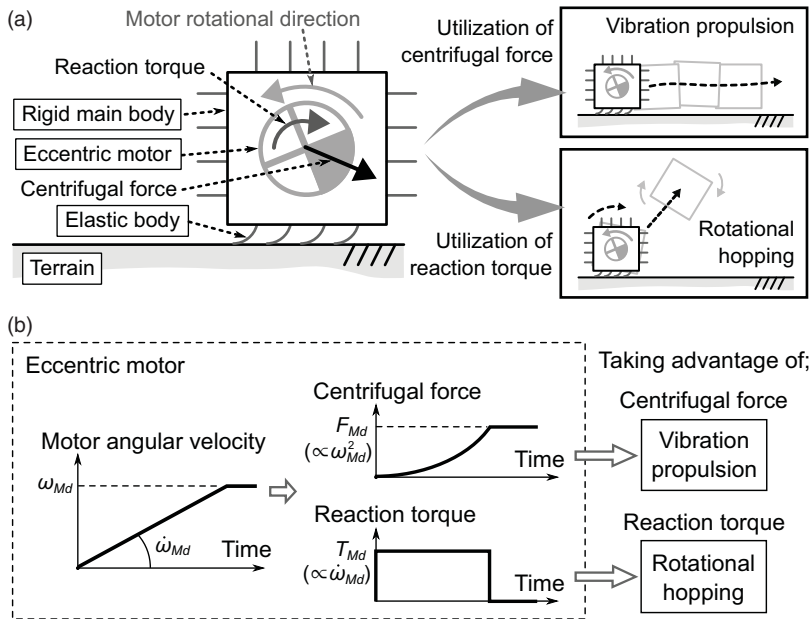 (a)
Motor rotational direction
Reaction torque
Rigid main body
Eccentric motor
Centrifugal force
Elastic body
Terrain
Utilization of
centrifugal force
Vibration propulsion
Utilization of
reaction torque
Rotational
hopping
(b)
Eccentric motor
Taking advantage of;
Motor angular velocity
ω_Md
ω̇_Md
Time
Centrifugal force
F_Md
(∝ω²_Md)
Time
Reaction torque
T_Md
(∝ω̇_Md)
Time
Centrifugal force
Vibration
propulsion
Reaction torque
Rotational
hopping